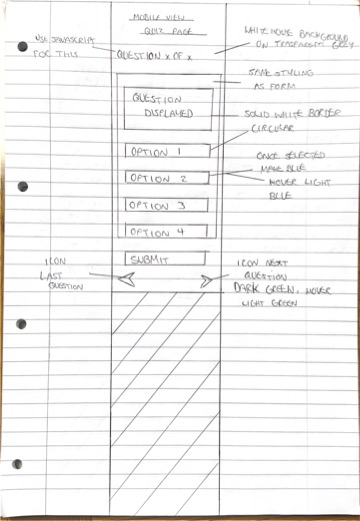 MOBILE VIEW
QUIZ PAGE
USE JAVASCRIPT
FOR THIS
QUESTION x OF x
WHITE BACKGROUND
ON GREY
SAME STYLING
AS FORM
QUESTION
DISPLAYED
SOLID WHITE BORDER
CIRCULAR
OPTION 1
ONCE SELECTED
MAKE BLUE
HOVER LIGHT
BLUE
OPTION 2
OPTION 3
OPTION 4
SUBMIT
ICON
LAST
QUESTION
ICON NEXT
QUESTION
DARK GREEN, HOVER
LIGHT GREEN